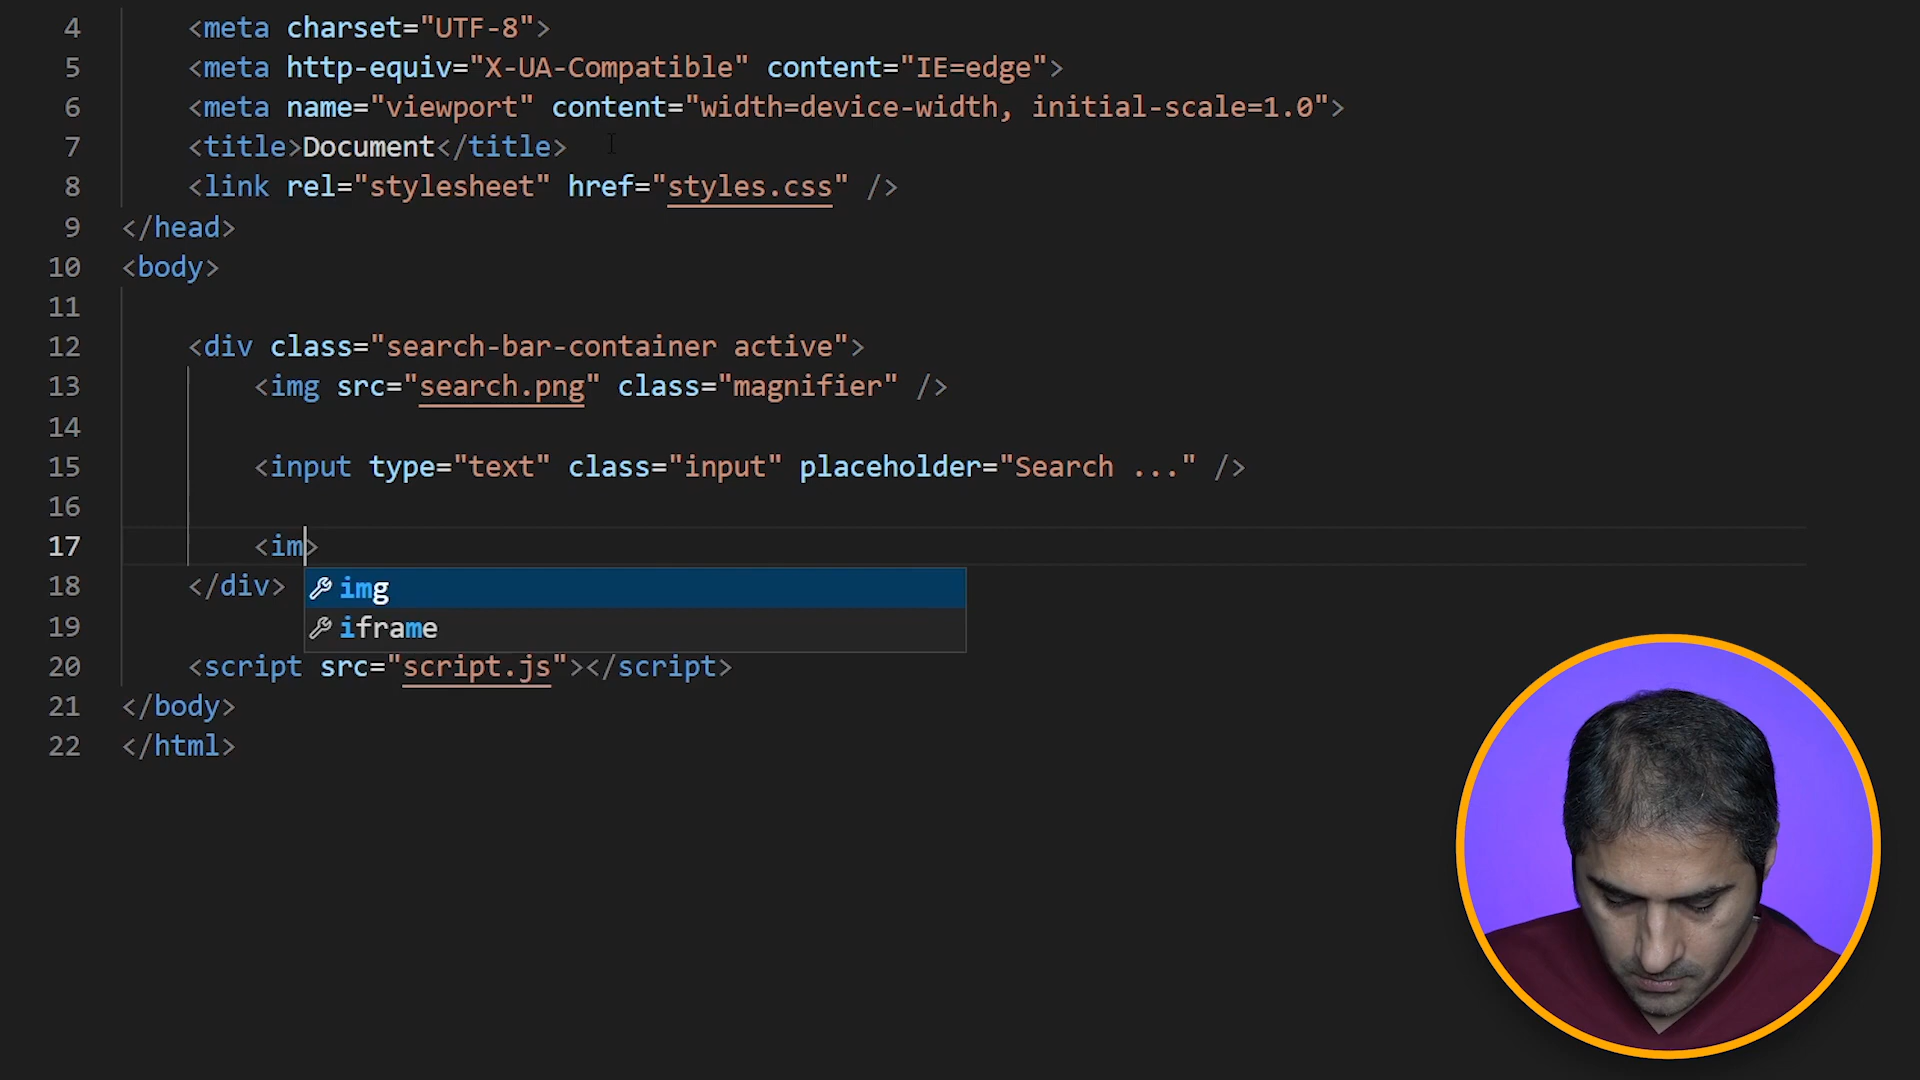 4 <meta charset="UTF-8">
5 <meta http-equiv="X-UA-Compatible" content="IE=edge">
6 <meta name="viewport" content="width=device-width, initial-scale=1.0">
7 <title>Document</title>
8 <link rel="stylesheet" href="styles.css" />
9 </head>
10 <body>
11
12 <div class="search-bar-container active">
13 <img src="search.png" class="magnifier" />
14
15 <input type="text" class="input" placeholder="Search ..." />
16
17 <im>
18 </div> img
19 iframe
20 <script src="script.js"></script>
21 </body>
22 </html>